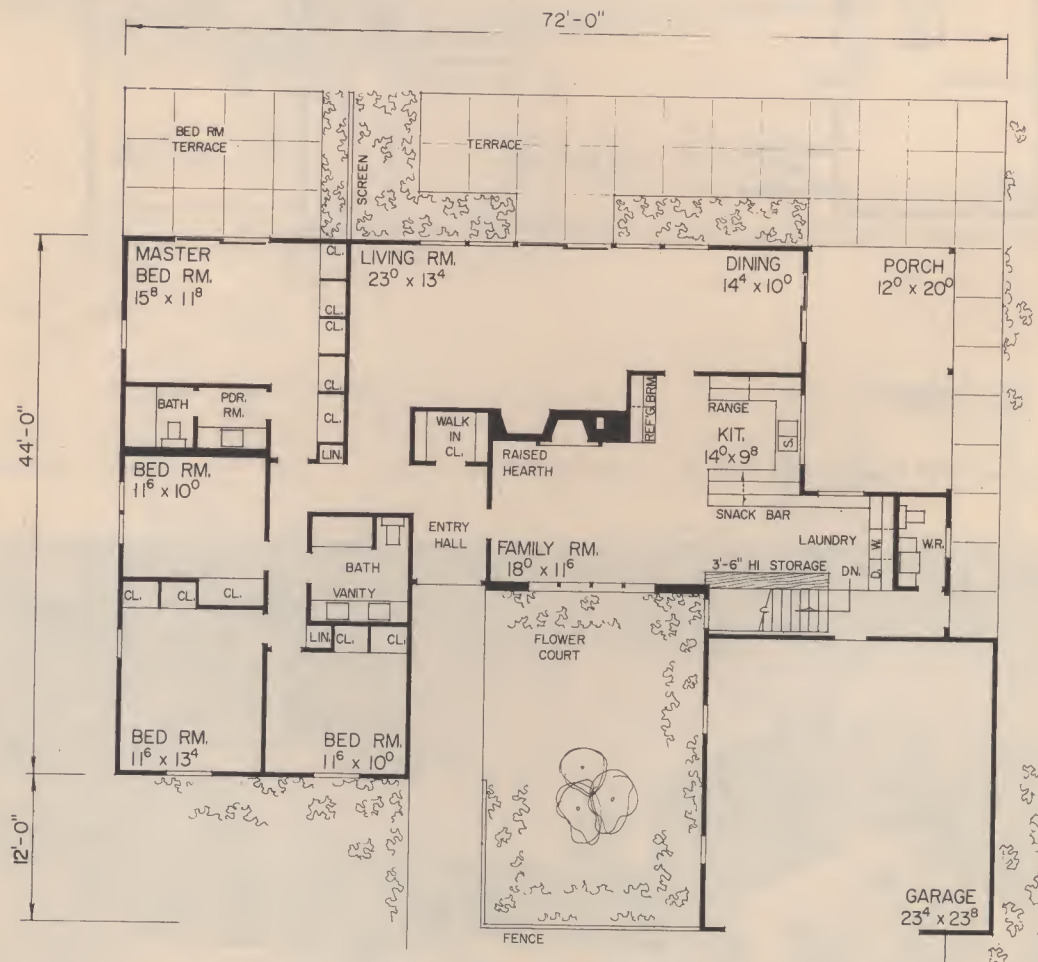 72'-0"
BED RM
TERRACE
SCREEN
TERRACE
MASTER
BED RM.
15⁸ x 11⁸
CL.
LIVING RM.
23⁰ x 13⁴
DINING
14⁴ x 10⁰
PORCH
12⁰ x 20⁰
CL.
CL.
CL.
CL.
LIN.
BATH
PDR.
RM.
WALK
IN
CL.
REF'G
BRM.
RANGE
KIT.
14⁰ x 9⁸
S.
RAISED
HEARTH
44'-0"
BED RM.
11⁶ x 10⁰
SNACK BAR
ENTRY
HALL
FAMILY RM.
18⁰ x 11⁶
LAUNDRY
W.
D.
W.R.
BATH
VANITY
3'-6" HI STORAGE
DN.
CL.
CL.
CL.
LIN.
CL.
CL.
FLOWER
COURT
BED RM.
11⁶ x 13⁴
BED RM.
11⁶ x 10⁰
12'-0"
GARAGE
23⁴ x 23⁸
FENCE